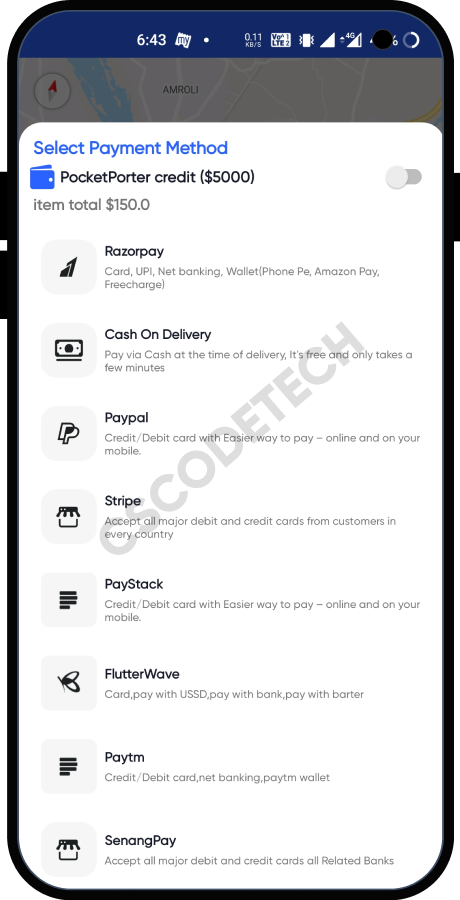 6:43 my 0.11 KB/S Vo1) LTE 2 4G %
AMROLI
Select Payment Method
PocketPorter credit ($5000)
item total $150.0
Razorpay
Card, UPI, Net banking, Wallet(Phone Pe, Amazon Pay,
Freecharge)
Cash On Delivery
Pay via Cash at the time of delivery, It's free and only takes a
few minutes
Paypal
Credit/Debit card with Easier way to pay – online and on your
mobile.
Stripe
Accept all major debit and credit cards from customers in
every country
PayStack
Credit/Debit card with Easier way to pay – online and on your
mobile.
FlutterWave
Card,pay with USSD,pay with bank,pay with barter
Paytm
Credit/Debit card,net banking,paytm wallet
SenangPay
Accept all major debit and credit cards all Related Banks
CSCODETECH